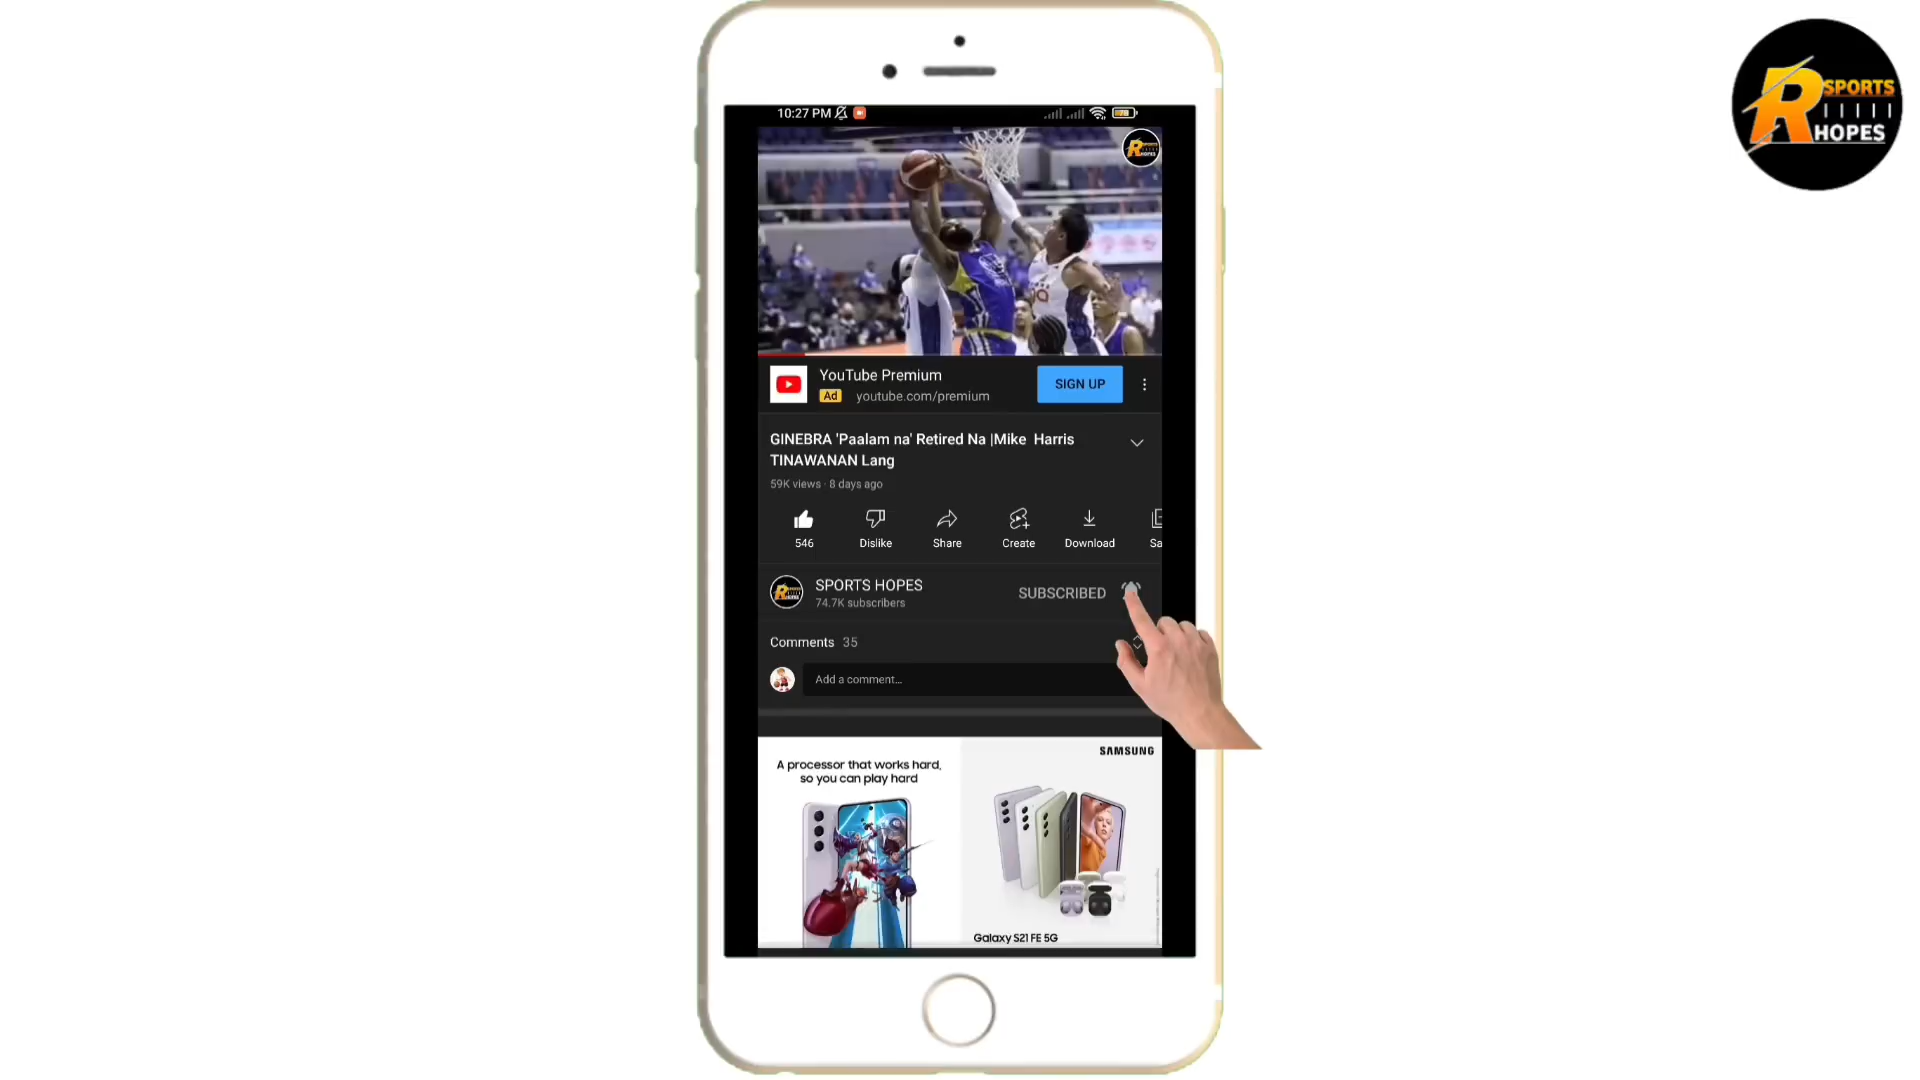 SPORTS
HOPES
10:27 PM
YouTube Premium
SIGN UP
Ad youtube.com/premium
GINEBRA 'Paalam na' Retired Na |Mike Harris
TINAWANAN Lang
59K views · 8 days ago
546 Dislike Share Create Download Sa
SPORTS HOPES
SUBSCRIBED
74.7K subscribers
Comments 35
Add a comment...
SAMSUNG
A processor that works hard,
so you can play hard
Galaxy S21 FE 5G